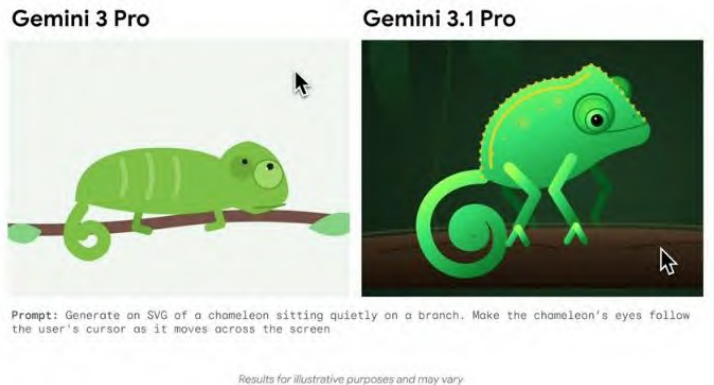 Gemini 3 Pro
Gemini 3.1 Pro
Prompt: Generate an SVG of a chameleon sitting quietly on a branch. Make the chameleon's eyes follow
the user's cursor as it moves across the screen
Results for illustrative purposes and may vary